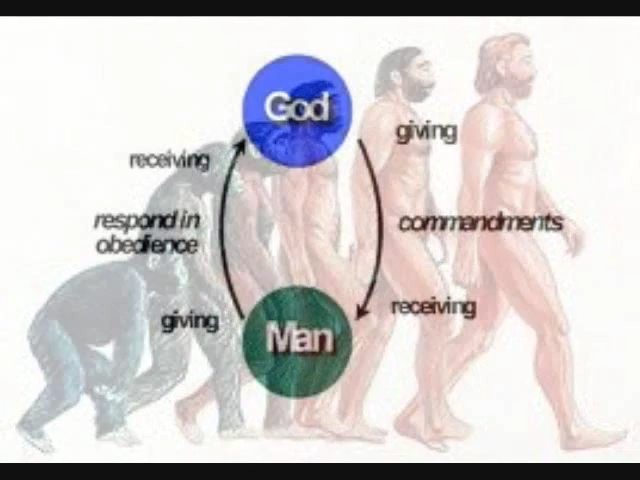 God
giving
receiving
respond in
obedience
commandments
giving
receiving
Man